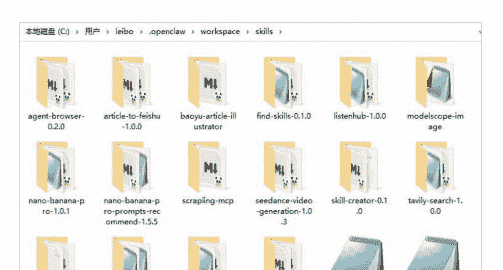 本地磁盘 (C:) › 用户 › leibo › .openclaw › workspace › skills ›
agent-browser- article-to-feishu baoyu-article-ill find-skills-0.1.0 listenhub-1.0.0 modelscope-im
0.2.0 -1.0.0 ustrator age
nano-banana-p nano-banana-p scrapling-mcp seedance-video skill-creator-0.1 tavily-search-1.
ro-1.0.1 ro-prompts-rec -generation-1.0 .0 0.0
ommend-1.5.5 .3